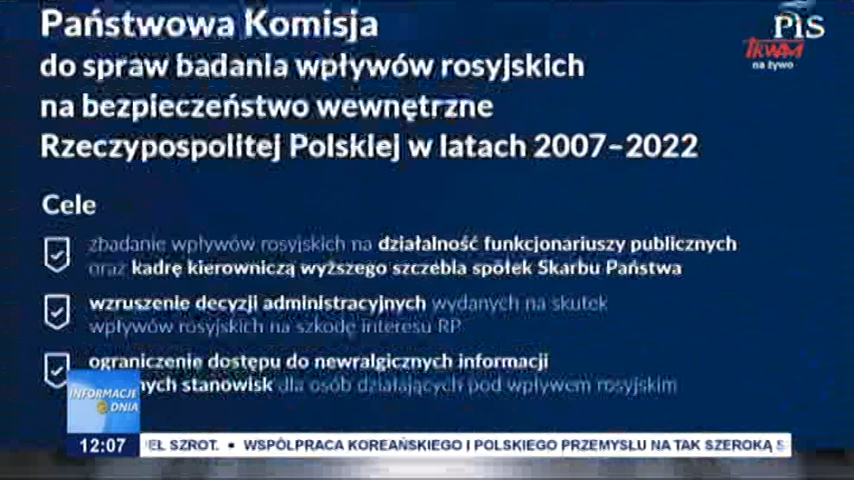 Państwowa Komisja
do spraw badania wpływów rosyjskich
na bezpieczeństwo wewnętrzne
Rzeczypospolitej Polskiej w latach 2007–2022
PiS
TRWAM
na żywo
Cele
zbadanie wpływów rosyjskich na działalność funkcjonariuszy publicznych
oraz kadrę kierowniczą wyższego szczebla spółek Skarbu Państwa
wzruszenie decyzji administracyjnych wydanych na skutek
wpływów rosyjskich na szkodę interesu RP
ograniczenie dostępu do newralgicznych informacji
stanowisk dla osób działających pod wpływem rosyjskim
INFORMACJE
DNIA
12:07 SZROT. • WSPÓŁPRACA KOREAŃSKIEGO I POLSKIEGO PRZEMYSŁU NA TAK SZEROKĄ